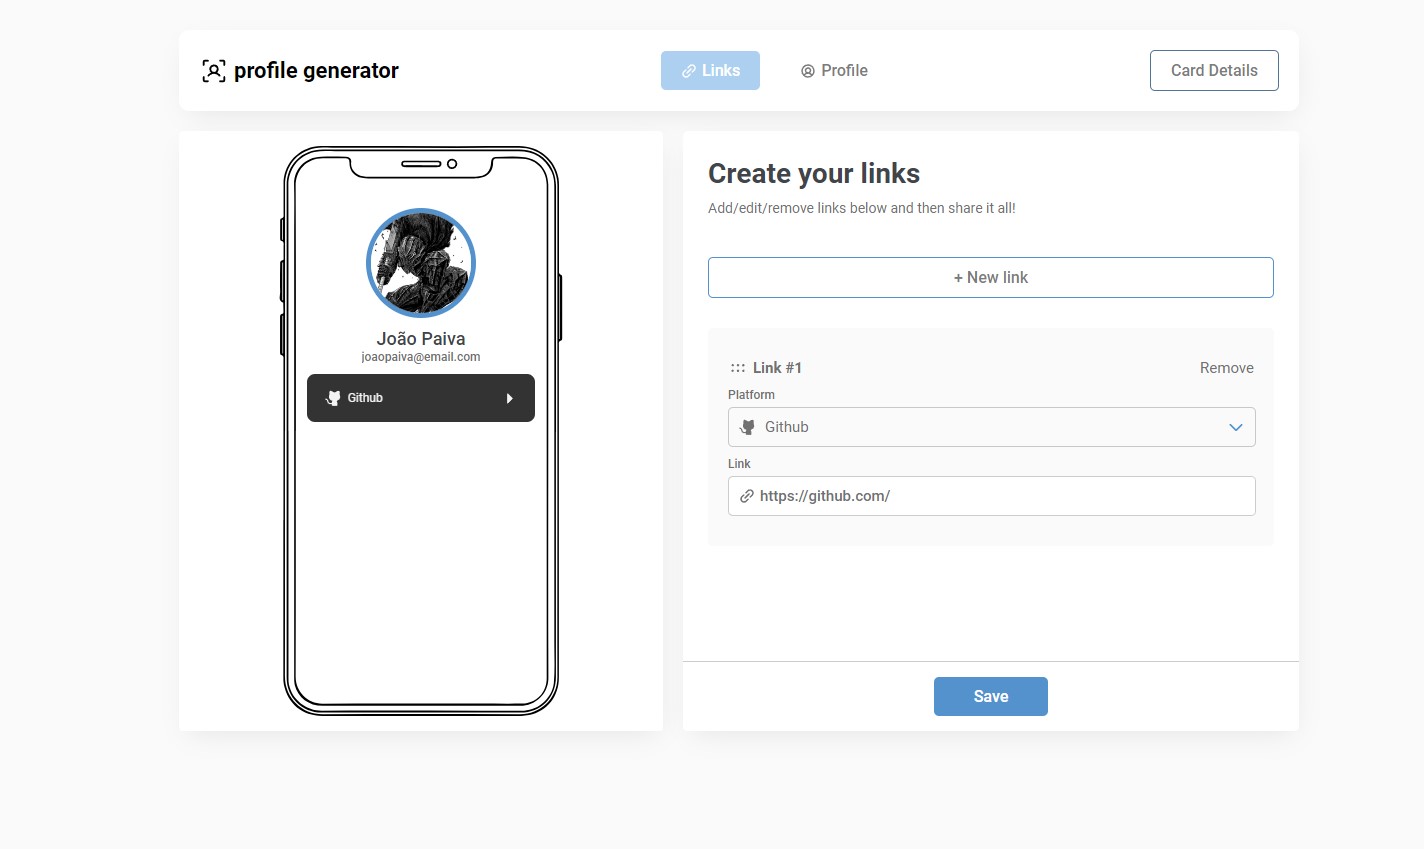 profile generator
Links
Profile
Card Details
João Paiva
joaopaiva@email.com
Github
Create your links
Add/edit/remove links below and then share it all!
+ New link
Link #1
Remove
Platform
Github
Link
https://github.com/
Save